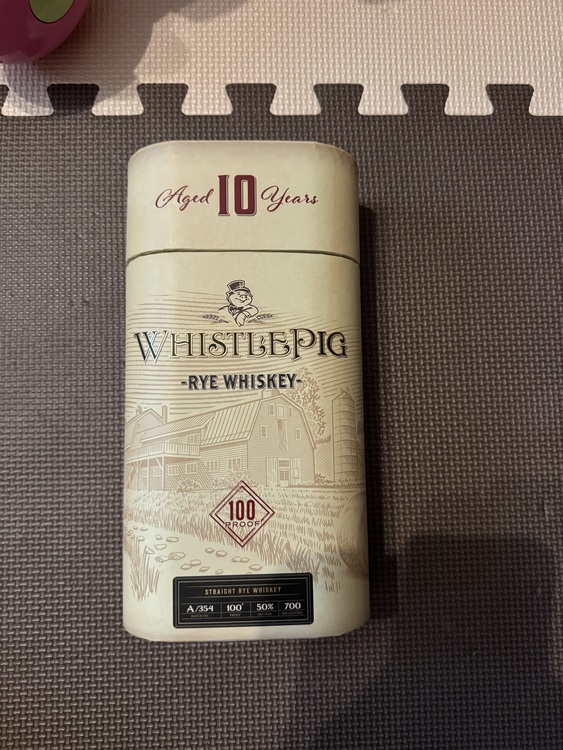 Aged 10 Years
WHISTLEPIG
-RYE WHISKEY-
100
PROOF
STRAIGHT RYE WHISKEY
A/354 100° 50% 700